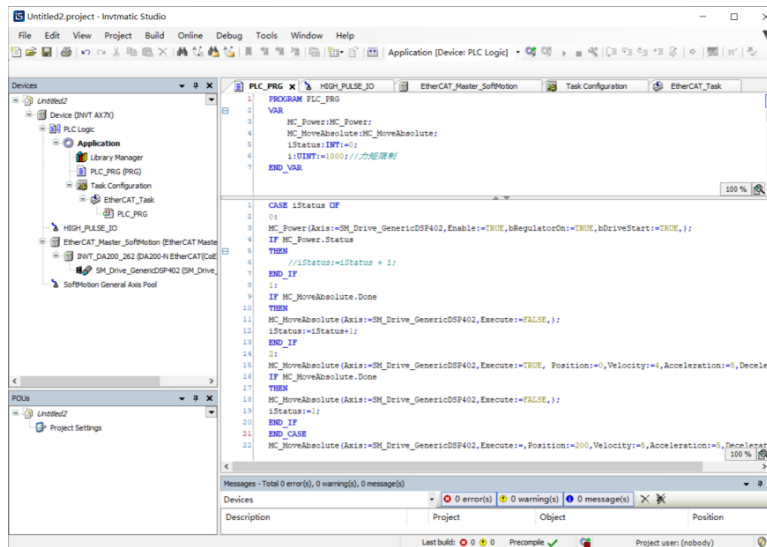 Untitled2.project - Invtmatic Studio
File Edit View Project Build Online Debug Tools Window Help
Application [Device: PLC Logic]
Devices
Untitled2
Device (INVT AX7X)
PLC Logic
Application
Library Manager
PLC_PRG (PRG)
Task Configuration
EtherCAT_Task
PLC_PRG
HIGH_PULSE_IO
EtherCAT_Master_SoftMotion (EtherCAT Maste
INVT_DA200_262 (DA200-N EtherCAT(CoE
SM_Drive_GenericDSP402 (SM_Drive_
SoftMotion General Axis Pool
POUs
Untitled2
Project Settings
PLC_PRG X HIGH_PULSE_IO EtherCAT_Master_SoftMotion Task Configuration EtherCAT_Task
1 PROGRAM PLC_PRG
2 VAR
3 MC_Power:MC_Power;
4 MC_MoveAbsolute:MC_MoveAbsolute;
5 iStatus:INT:=0;
6 i:UINT:=1000;//力矩限制
7 END_VAR
100 %
1 CASE iStatus OF
2 0:
3 MC_Power(Axis:=SM_Drive_GenericDSP402,Enable:=TRUE,bRegulatorOn:=TRUE,bDriveStart:=TRUE,);
4 IF MC_Power.Status
5 THEN
6 //iStatus:=iStatus + 1;
7 END_IF
8 1:
9 IF MC_MoveAbsolute.Done
10 THEN
11 MC_MoveAbsolute(Axis:=SM_Drive_GenericDSP402,Execute:=FALSE,);
12 iStatus:=iStatus+1;
13 END_IF
14 2:
15 MC_MoveAbsolute(Axis:=SM_Drive_GenericDSP402,Execute:=TRUE, Position:=0,Velocity:=4,Acceleration:=5,Decele
16 IF MC_MoveAbsolute.Done
17 THEN
18 MC_MoveAbsolute(Axis:=SM_Drive_GenericDSP402,Execute:=FALSE,);
19 iStatus:=1;
20 END_IF
21 END_CASE
22 MC_MoveAbsolute(Axis:=SM_Drive_GenericDSP402,Execute:=,Position:=200,Velocity:=5,Acceleration:=5,Decelerat
100 %
Messages - Total 0 error(s), 0 warning(s), 0 message(s)
Devices 0 error(s) 0 warning(s) 0 message(s)
Description Project Object Position
Last build: 0 0 Precompile Project user: (nobody)